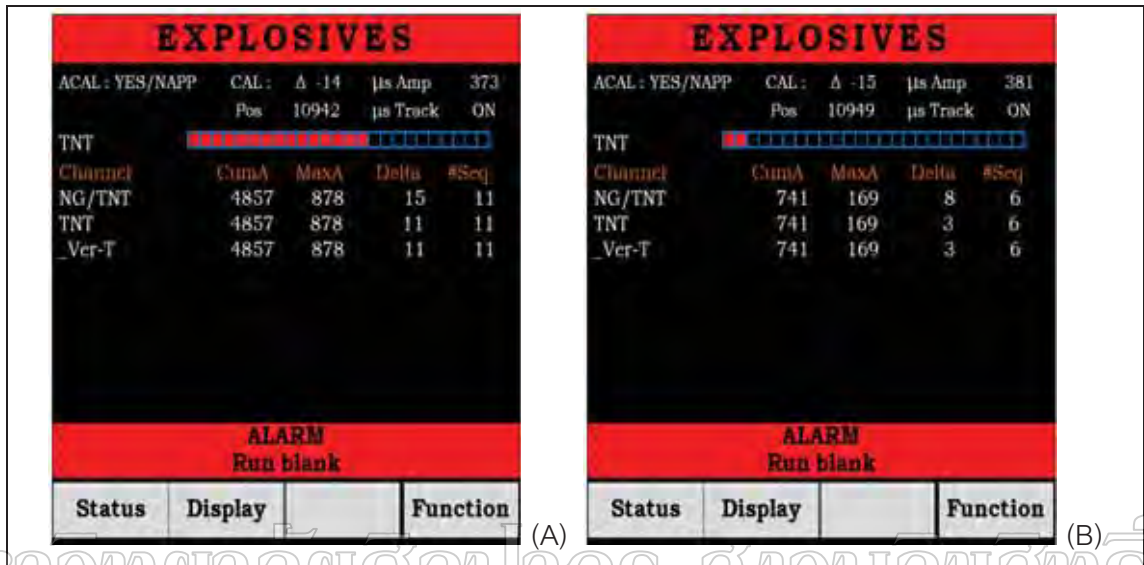 EXPLOSIVES
ACAL : YES/NAPP CAL : Δ -14 µs Amp 373
Pos 10942 µs Track ON
TNT
Channel CumA MaxA Delta #Seq
NG/TNT 4857 878 15 11
TNT 4857 878 11 11
_Ver-T 4857 878 11 11
ALARM
Run blank
Status Display Function
(A)
EXPLOSIVES
ACAL : YES/NAPP CAL : Δ -15 µs Amp 381
Pos 10949 µs Track ON
TNT
Channel CumA MaxA Delta #Seq
NG/TNT 741 169 8 6
TNT 741 169 3 6
_Ver-T 741 169 3 6
ALARM
Run blank
Status Display Function
(B)